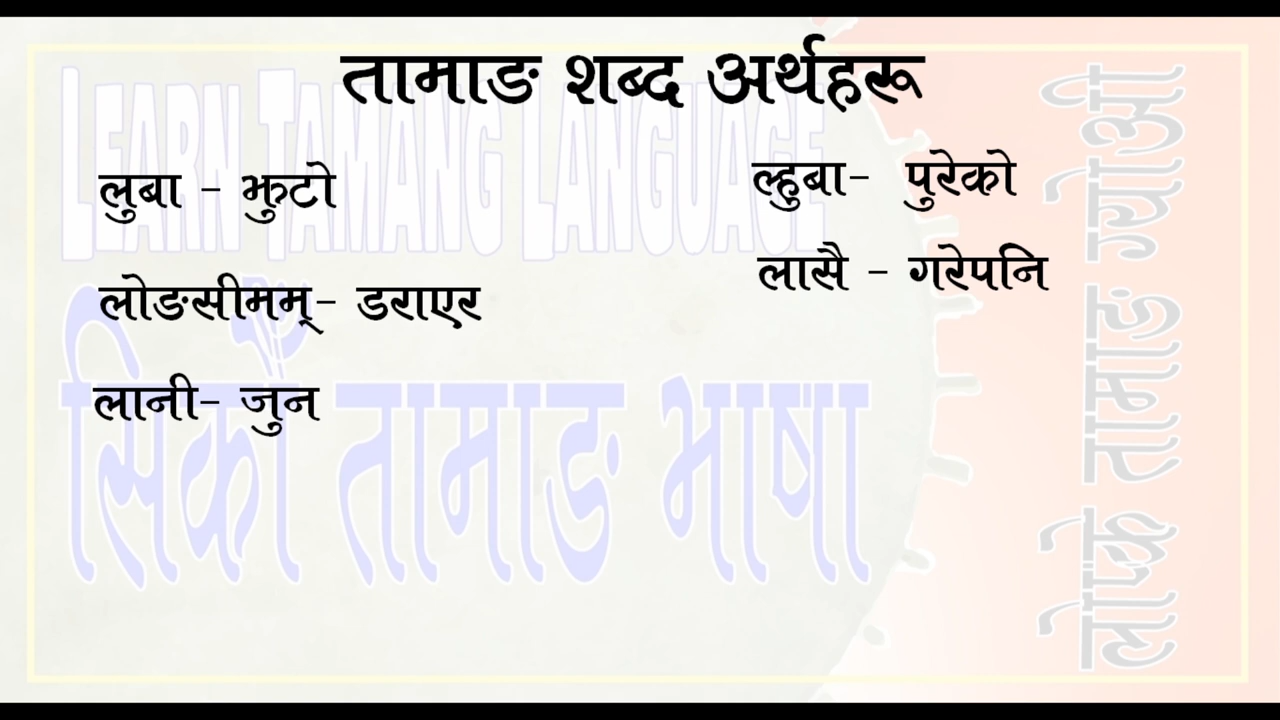 तामाङ शब्द अर्थहरू
लुबा - झुटो
लोङसीमम्- डराएर
लानी- जुन
ल्हुबा- पुरेको
लासै - गरेपनि
LEARN TAMANG LANGUAGE
सिकौँ तामाङ भाषा
लोप्के तामाङ ग्योओ